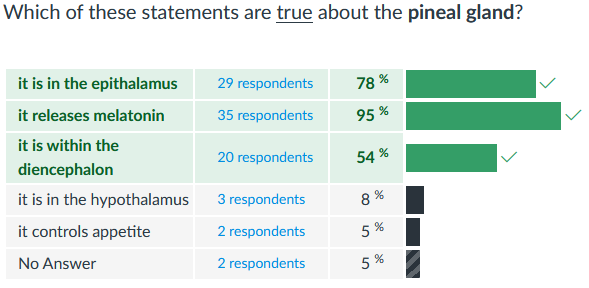 Which of these statements are true about the pineal gland?
it is in the epithalamus 29 respondents 78 %
it releases melatonin 35 respondents 95 %
it is within the
diencephalon 20 respondents 54 %
it is in the hypothalamus 3 respondents 8 %
it controls appetite 2 respondents 5 %
No Answer 2 respondents 5 %